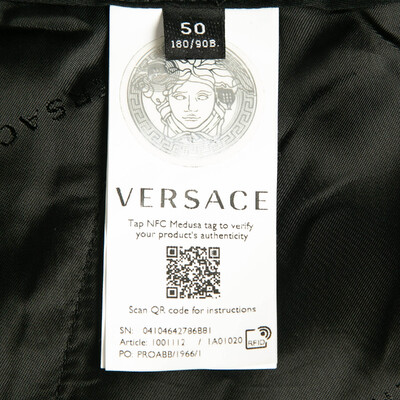 50
180/90B.
VERSACE
Tap NFC Medusa tag to verify
your product's authenticity
Scan QR code for instructions
SN: 04104642786B81
Article: 1001112 / 1A01020
PO: PROABB/1966/1
RFID